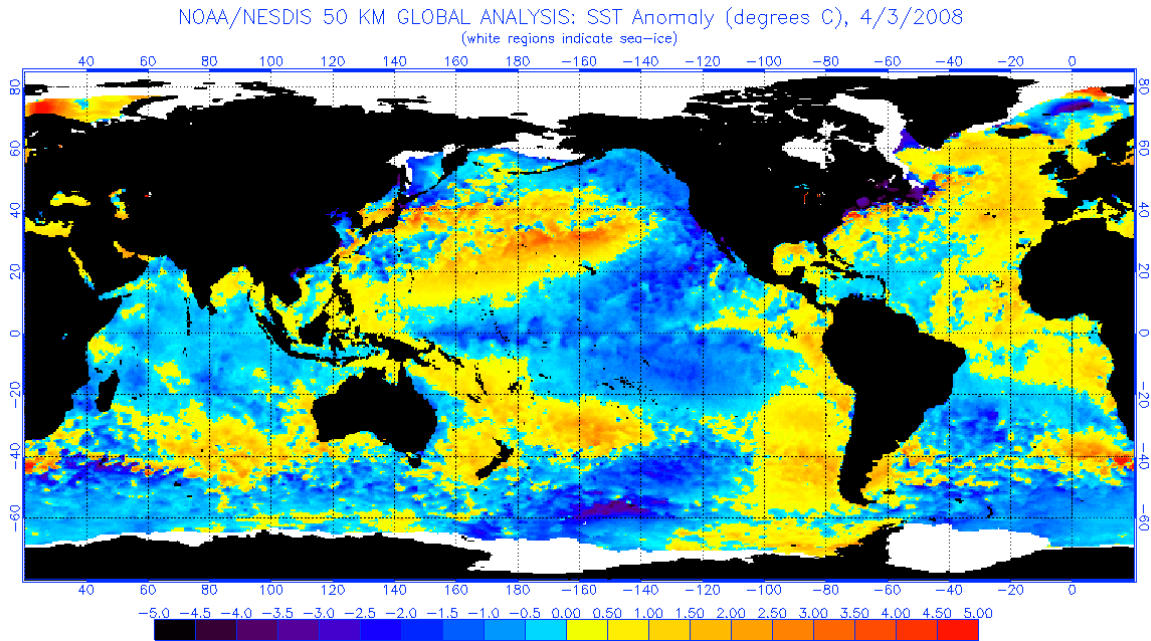 NOAA/NESDIS 50 KM GLOBAL ANALYSIS: SST Anomaly (degrees C), 4/3/2008
(white regions indicate sea-ice)
40 60 80 100 120 140 160 180 -160 -140 -120 -100 -80 -60 -40 -20 0
80 80
60 60
40 40
20 20
0 0
-20 -20
-40 -40
-60 -60
40 60 80 100 120 140 160 180 -160 -140 -120 -100 -80 -60 -40 -20 0
-5.0 -4.5 -4.0 -3.5 -3.0 -2.5 -2.0 -1.5 -1.0 -0.5 0.00 0.50 1.00 1.50 2.00 2.50 3.00 3.50 4.00 4.50 5.00